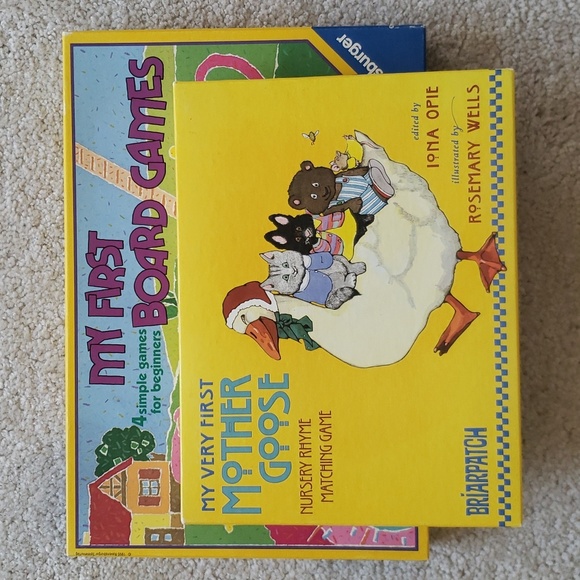 MY FIRST
BOARD GAMES
4 simple games
for beginners
sburger
edited by
IONA OPIE
illustrated by
ROSEMARY WELLS
MY VERY FIRST
MOTHER
GOOSE
NURSERY RHYME
MATCHING GAME
BRIARPATCH